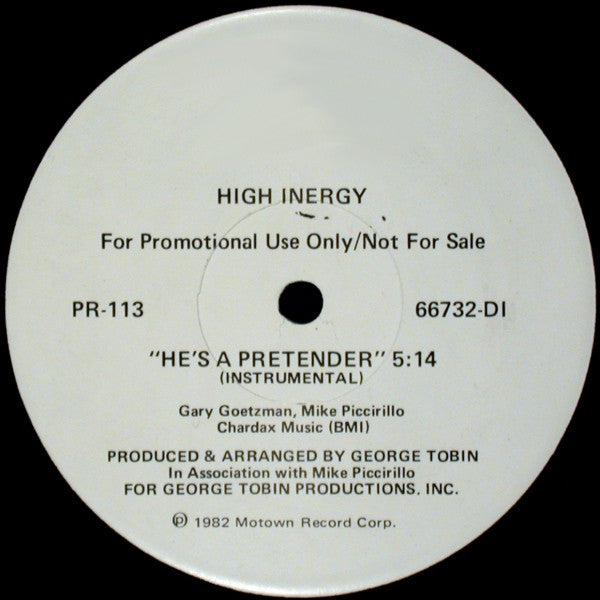 HIGH INERGY
For Promotional Use Only/Not For Sale
PR-113 66732-DI
"HE'S A PRETENDER" 5:14
(INSTRUMENTAL)
Gary Goetzman, Mike Piccirillo
Chardax Music (BMI)
PRODUCED & ARRANGED BY GEORGE TOBIN
In Association with Mike Piccirillo
FOR GEORGE TOBIN PRODUCTIONS, INC.
℗ 1982 Motown Record Corp.